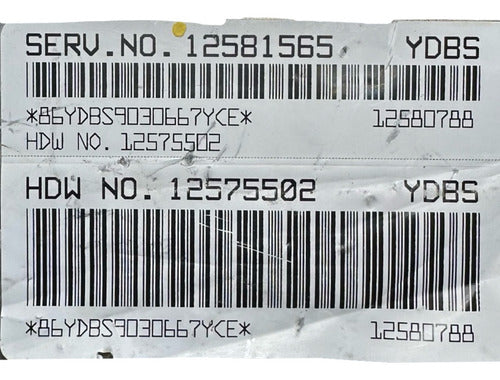 SERV.NO. 12581565 YDBS
*86YDBS9030667YCE* 12580788
HDW NO. 12575502
HDW NO. 12575502 YDBS
*86YDBS9030667YCE* 12580788